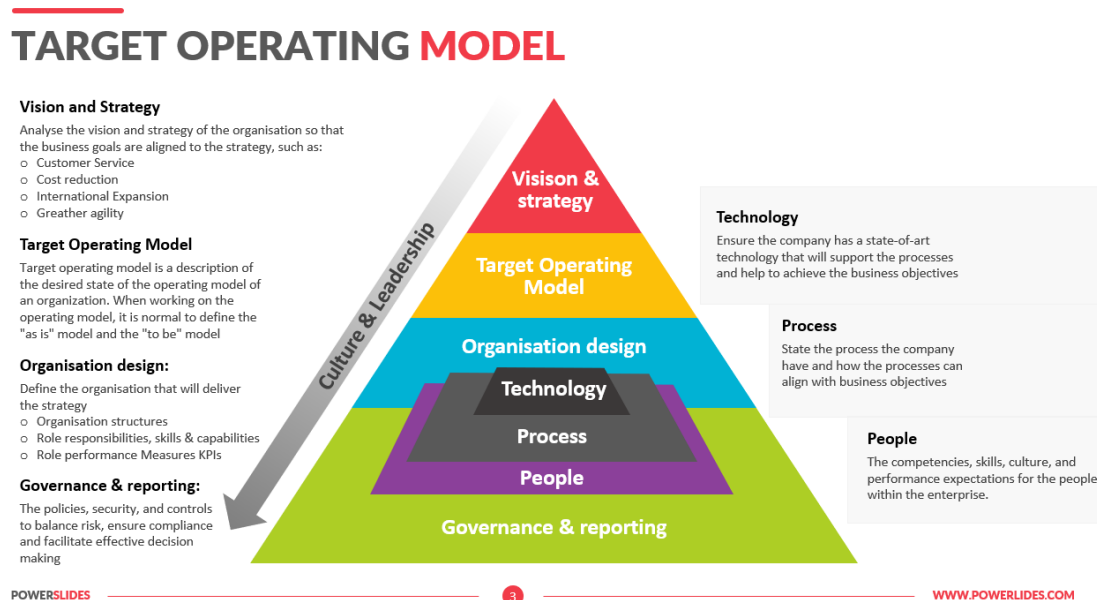 TARGET OPERATING MODEL
Vision and Strategy
Analyse the vision and strategy of the organisation so that
the business goals are aligned to the strategy, such as:
o Customer Service
o Cost reduction
o International Expansion
o Greather agility
Target Operating Model
Target operating model is a description of
the desired state of the operating model of
an organization. When working on the
operating model, it is normal to define the
"as is" model and the "to be" model
Organisation design:
Define the organisation that will deliver
the strategy
o Organisation structures
o Role responsibilities, skills & capabilities
o Role performance Measures KPIs
Governance & reporting:
The policies, security, and controls
to balance risk, ensure compliance
and facilitate effective decision
making
Culture & Leadership
Visison &
strategy
Target Operating
Model
Organisation design
Technology
Process
People
Governance & reporting
Technology
Ensure the company has a state-of-art
technology that will support the processes
and help to achieve the business objectives
Process
State the process the company
have and how the processes can
align with business objectives
People
The competencies, skills, culture, and
performance expectations for the people
within the enterprise.
POWERSLIDES
3
WWW.POWERLIDES.COM